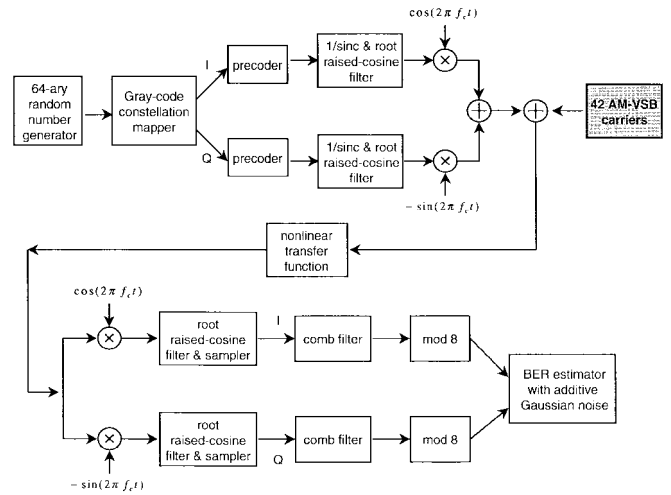 cos(2π f_c t)
64-ary
random
number
generator
Gray-code
constellation
mapper
I
precoder
1/sinc & root
raised-cosine
filter
×
+
+
42 AM-VSB
carriers
Q
precoder
1/sinc & root
raised-cosine
filter
×
− sin(2π f_c t)
nonlinear
transfer
function
cos(2π f_c t)
×
root
raised-cosine
filter & sampler
I
comb filter
mod 8
BER estimator
with additive
Gaussian noise
×
root
raised-cosine
filter & sampler
Q
comb filter
mod 8
− sin(2π f_c t)